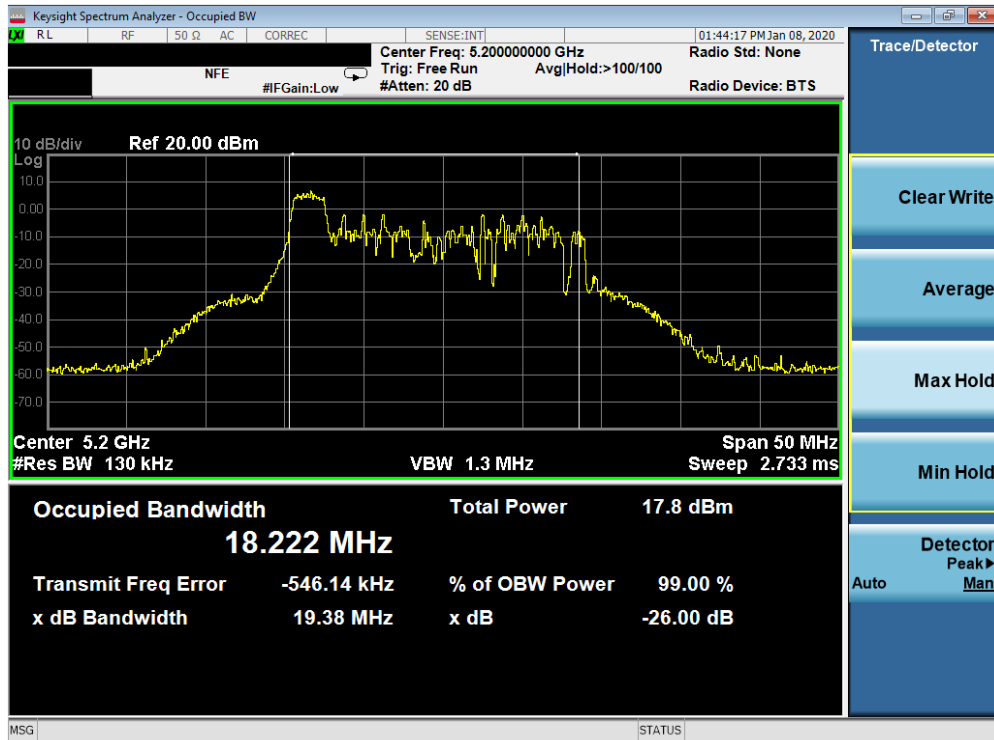 Keysight Spectrum Analyzer - Occupied BW
LXI RL RF 50 Ω AC CORREC SENSE:INT 01:44:17 PM Jan 08, 2020
Center Freq: 5.200000000 GHz Radio Std: None
NFE Trig: Free Run Avg|Hold:>100/100
#IFGain:Low #Atten: 20 dB Radio Device: BTS
10 dB/div Ref 20.00 dBm
Log
10.0
0.00
-10.0
-20.0
-30.0
-40.0
-50.0
-60.0
-70.0
Center 5.2 GHz Span 50 MHz
#Res BW 130 kHz VBW 1.3 MHz Sweep 2.733 ms
Occupied Bandwidth Total Power 17.8 dBm
18.222 MHz
Transmit Freq Error -546.14 kHz % of OBW Power 99.00 %
x dB Bandwidth 19.38 MHz x dB -26.00 dB
Trace/Detector
Clear Write
Average
Max Hold
Min Hold
Detector
Peak▶
Auto Man
MSG STATUS